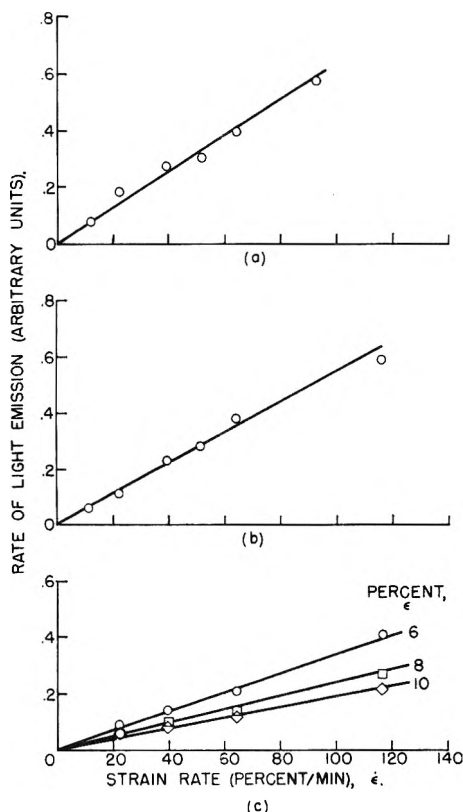 RATE OF LIGHT EMISSION (ARBITRARY UNITS).
.8
.6
.4
.2
0
(a)
.8
.6
.4
.2
0
(b)
.6
.4
.2
0
PERCENT,
ε
6
8
10
0 20 40 60 80 100 120 140
STRAIN RATE (PERCENT/MIN), ε̇.
(c)